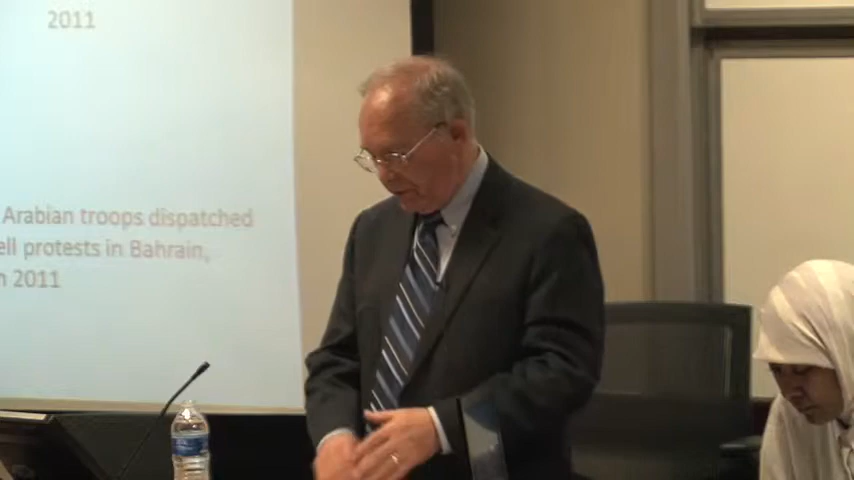 2011
Arabian troops dispatched
ell protests in Bahrain,
2011